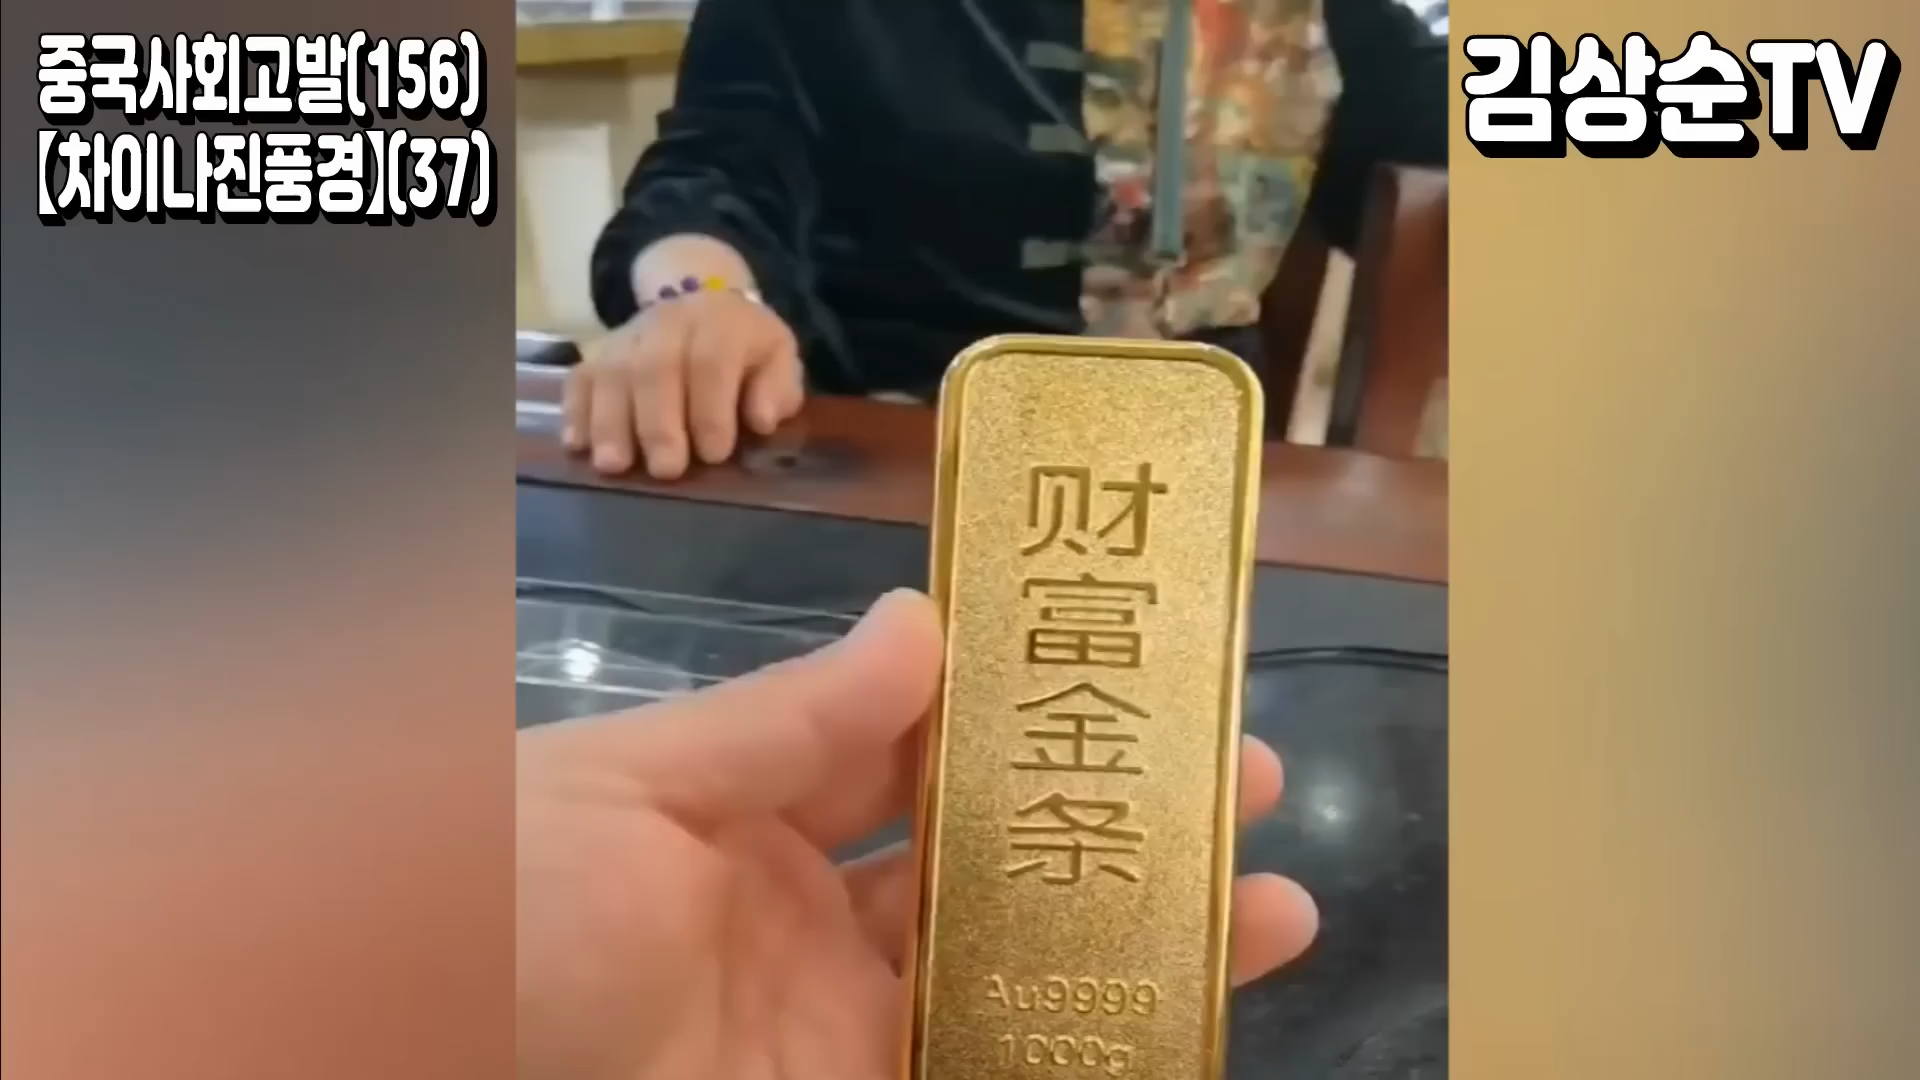 중국사회고발(156)
【차이나진풍경】(37)
김상순TV
财
富
金
条
Au9999
1000g